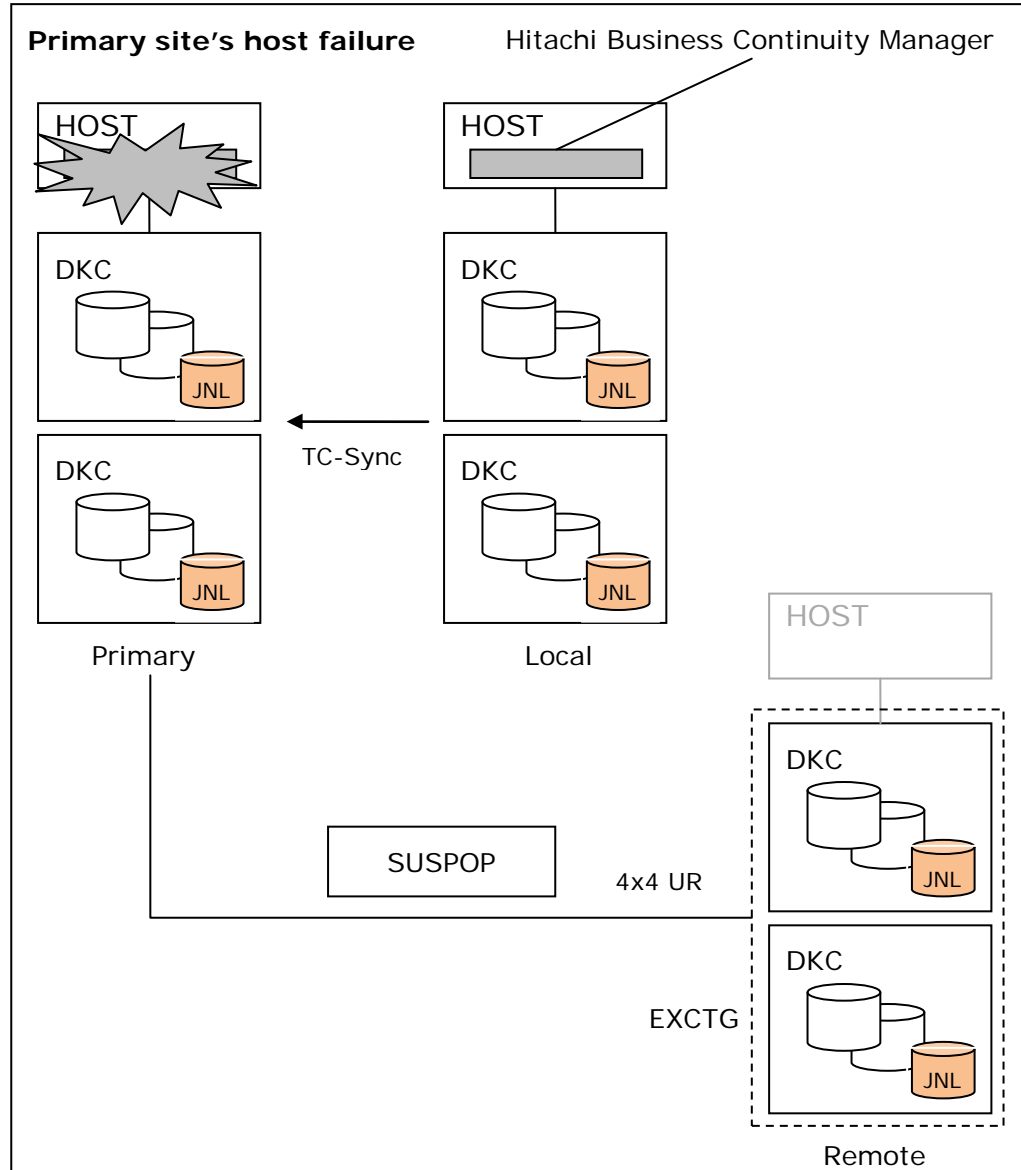 Primary site's host failure
Hitachi Business Continuity Manager
HOST
HOST
DKC
JNL
DKC
JNL
TC-Sync
DKC
JNL
DKC
JNL
Primary
Local
HOST
DKC
JNL
SUSPOP
4x4 UR
DKC
JNL
EXCTG
Remote